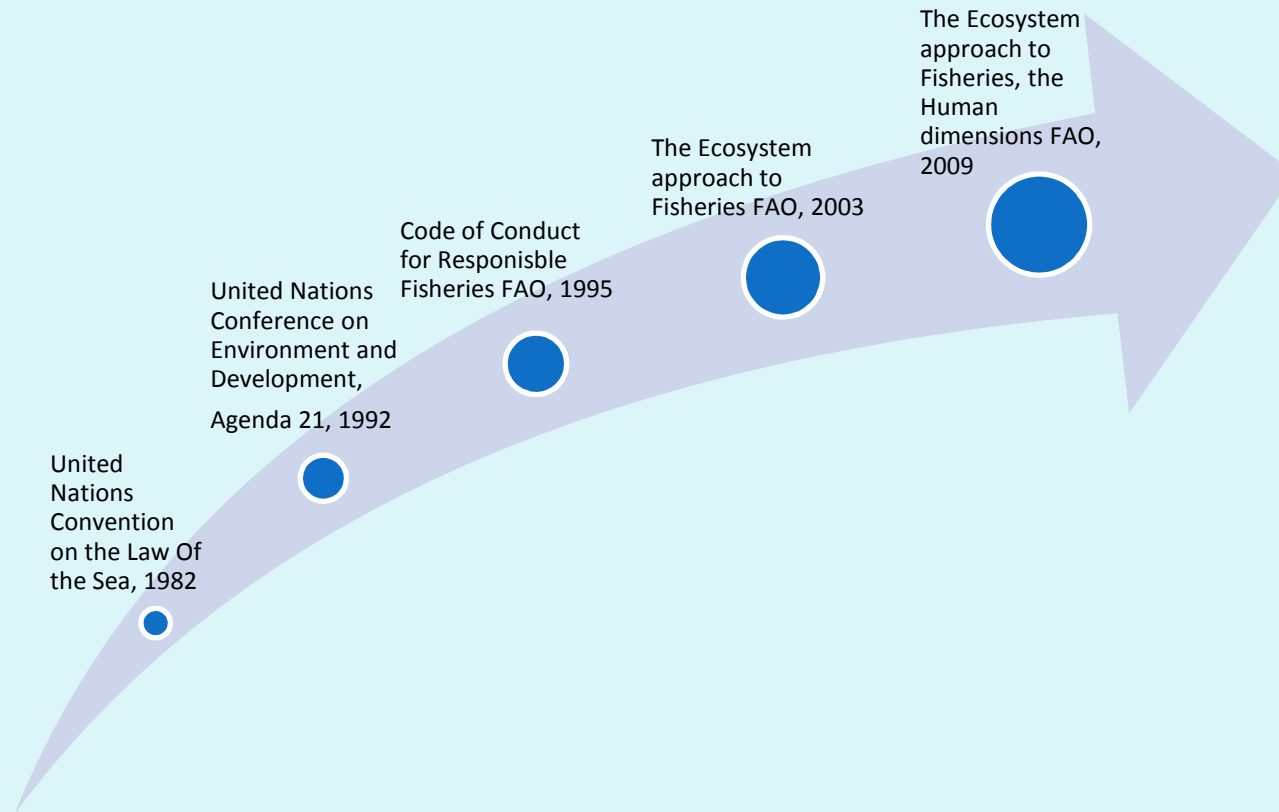 United
Nations
Convention
on the Law Of
the Sea, 1982
United Nations
Conference on
Environment and
Development,
Agenda 21, 1992
Code of Conduct
for Responisble
Fisheries FAO, 1995
The Ecosystem
approach to
Fisheries FAO, 2003
The Ecosystem
approach to
Fisheries, the
Human
dimensions FAO,
2009